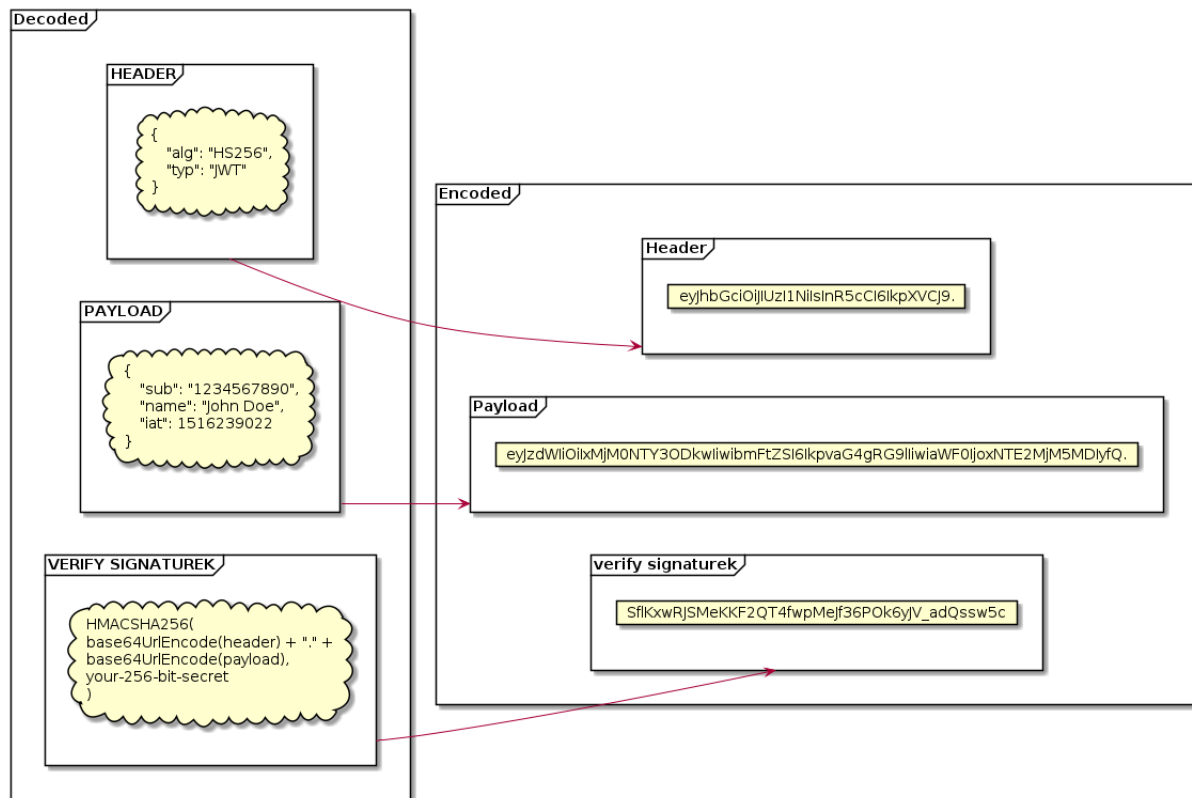 Decoded
HEADER
{
"alg": "HS256",
"typ": "JWT"
}
PAYLOAD
{
"sub": "1234567890",
"name": "John Doe",
"iat": 1516239022
}
VERIFY SIGNATUREK
HMACSHA256(
base64UrlEncode(header) + "." +
base64UrlEncode(payload),
your-256-bit-secret
)
Encoded
Header
eyJhbGciOiJIUzI1NiIsInR5cCI6IkpXVCJ9.
Payload
eyJzdWIiOiIxMjM0NTY3ODkwIiwibmFtZSI6IkpvaG4gRG9lIiwiaWF0IjoxNTE2MjM5MDIyfQ.
verify signaturek
SflKxwRJSMeKKF2QT4fwpMeJf36POk6yJV_adQssw5c